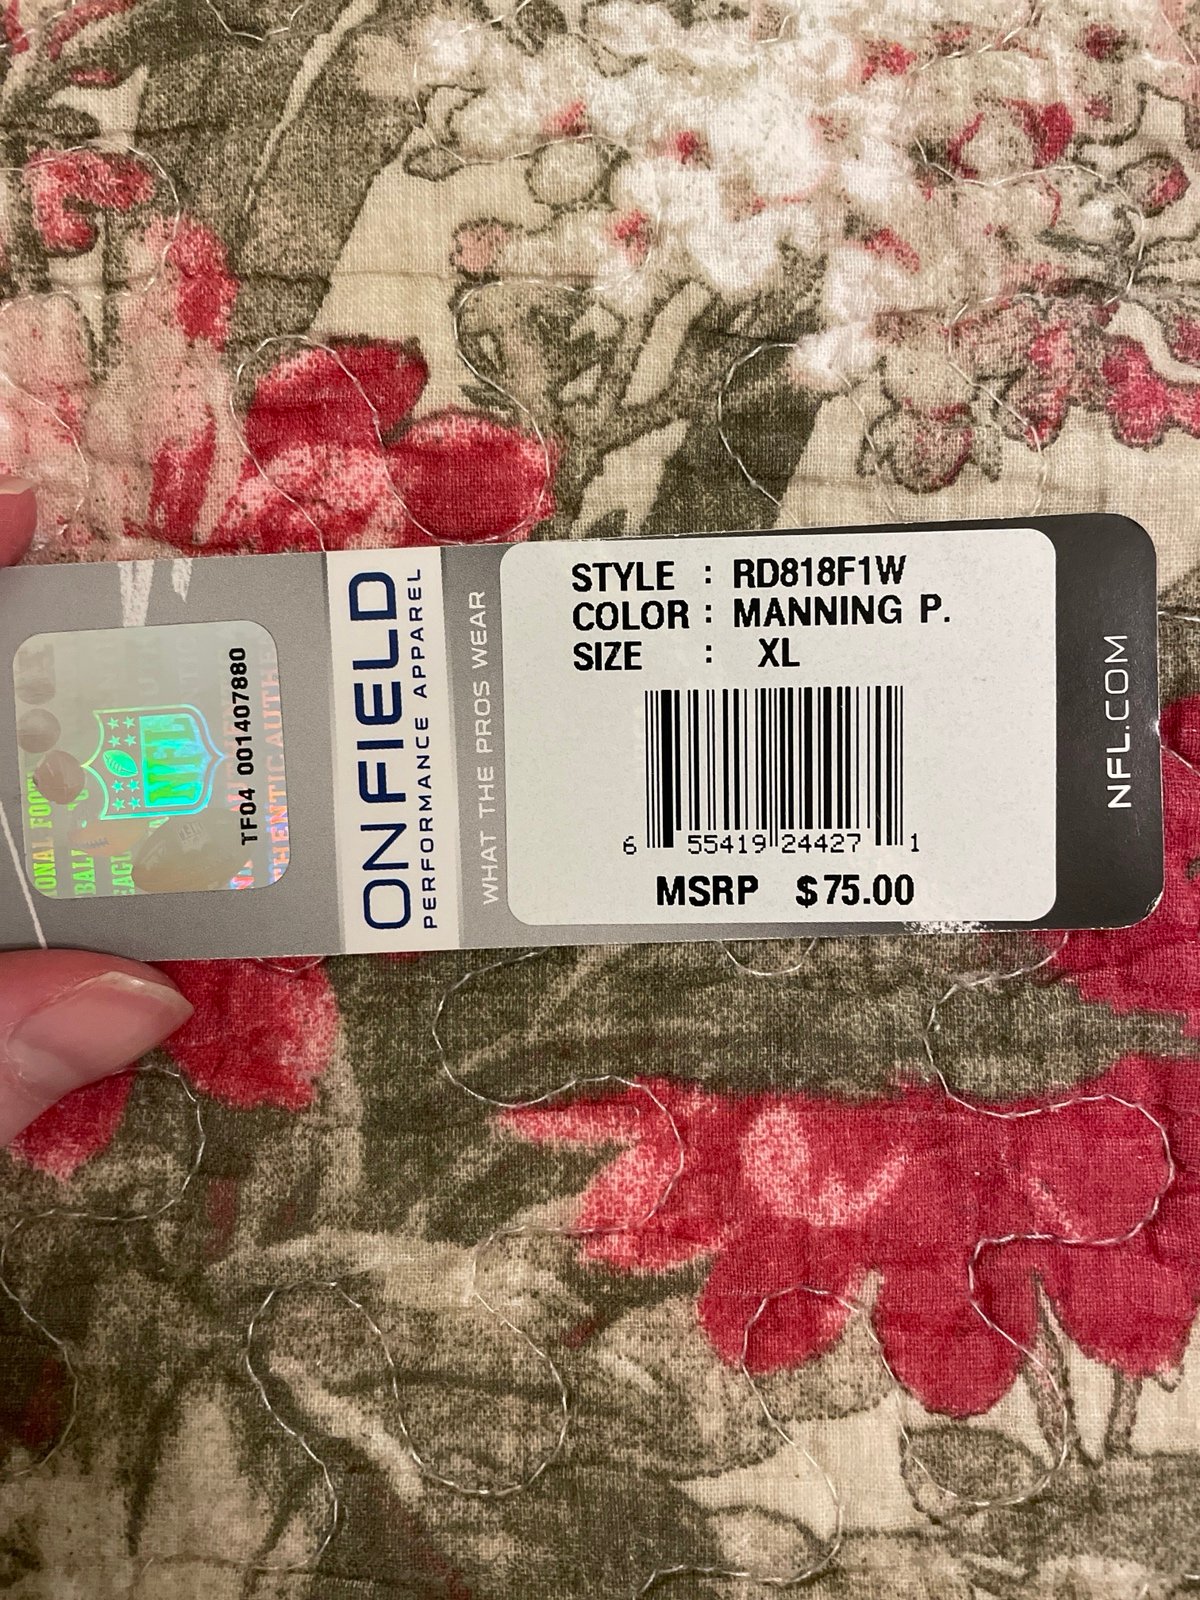 STYLE : RD818F1W
COLOR : MANNING P.
SIZE : XL
6 55419 24427 1
MSRP $75.00
NFL.COM
WHAT THE PROS WEAR
ONFIELD
PERFORMANCE APPAREL
TF04 001407880
NFL